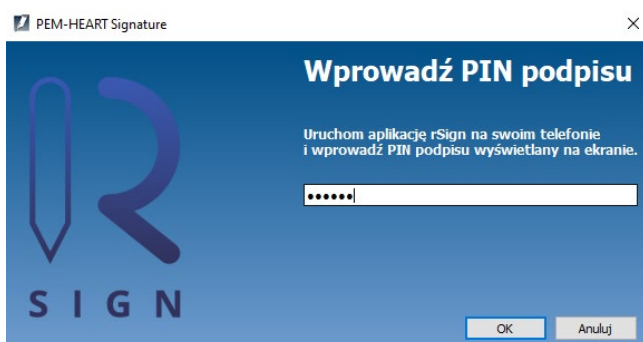 PEM-HEART Signature
Wprowadź PIN podpisu
Uruchom aplikację rSign na swoim telefonie
i wprowadź PIN podpisu wyświetlany na ekranie.
••••••
R
SIGN
OK Anuluj